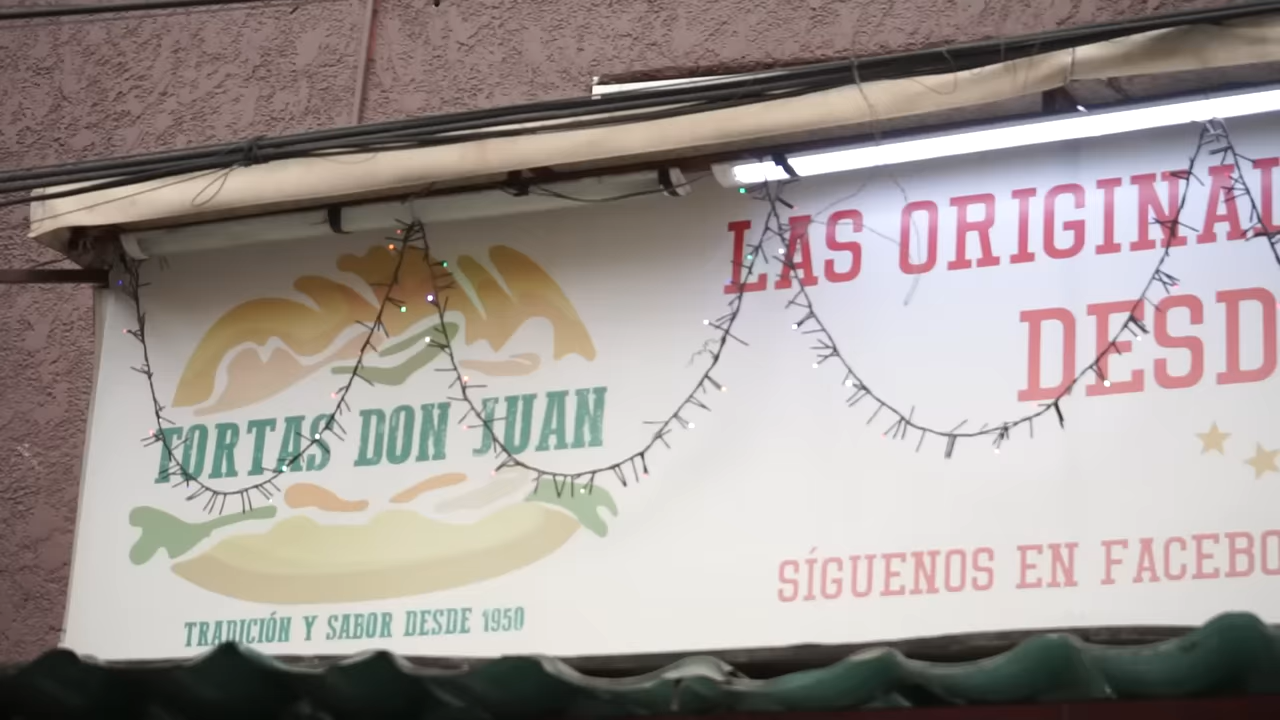 TORTAS DON JUAN
TRADICIÓN Y SABOR DESDE 1950
LAS ORIGINAL
DESD
SÍGUENOS EN FACEBO